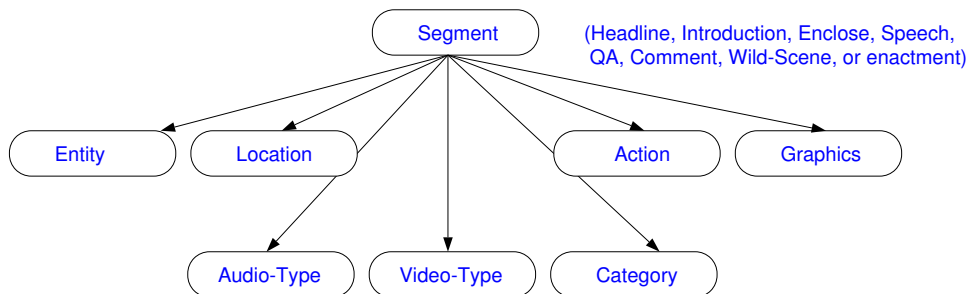 Segment
(Headline, Introduction, Enclose, Speech,
QA, Comment, Wild-Scene, or enactment)
Entity
Location
Action
Graphics
Audio-Type
Video-Type
Category